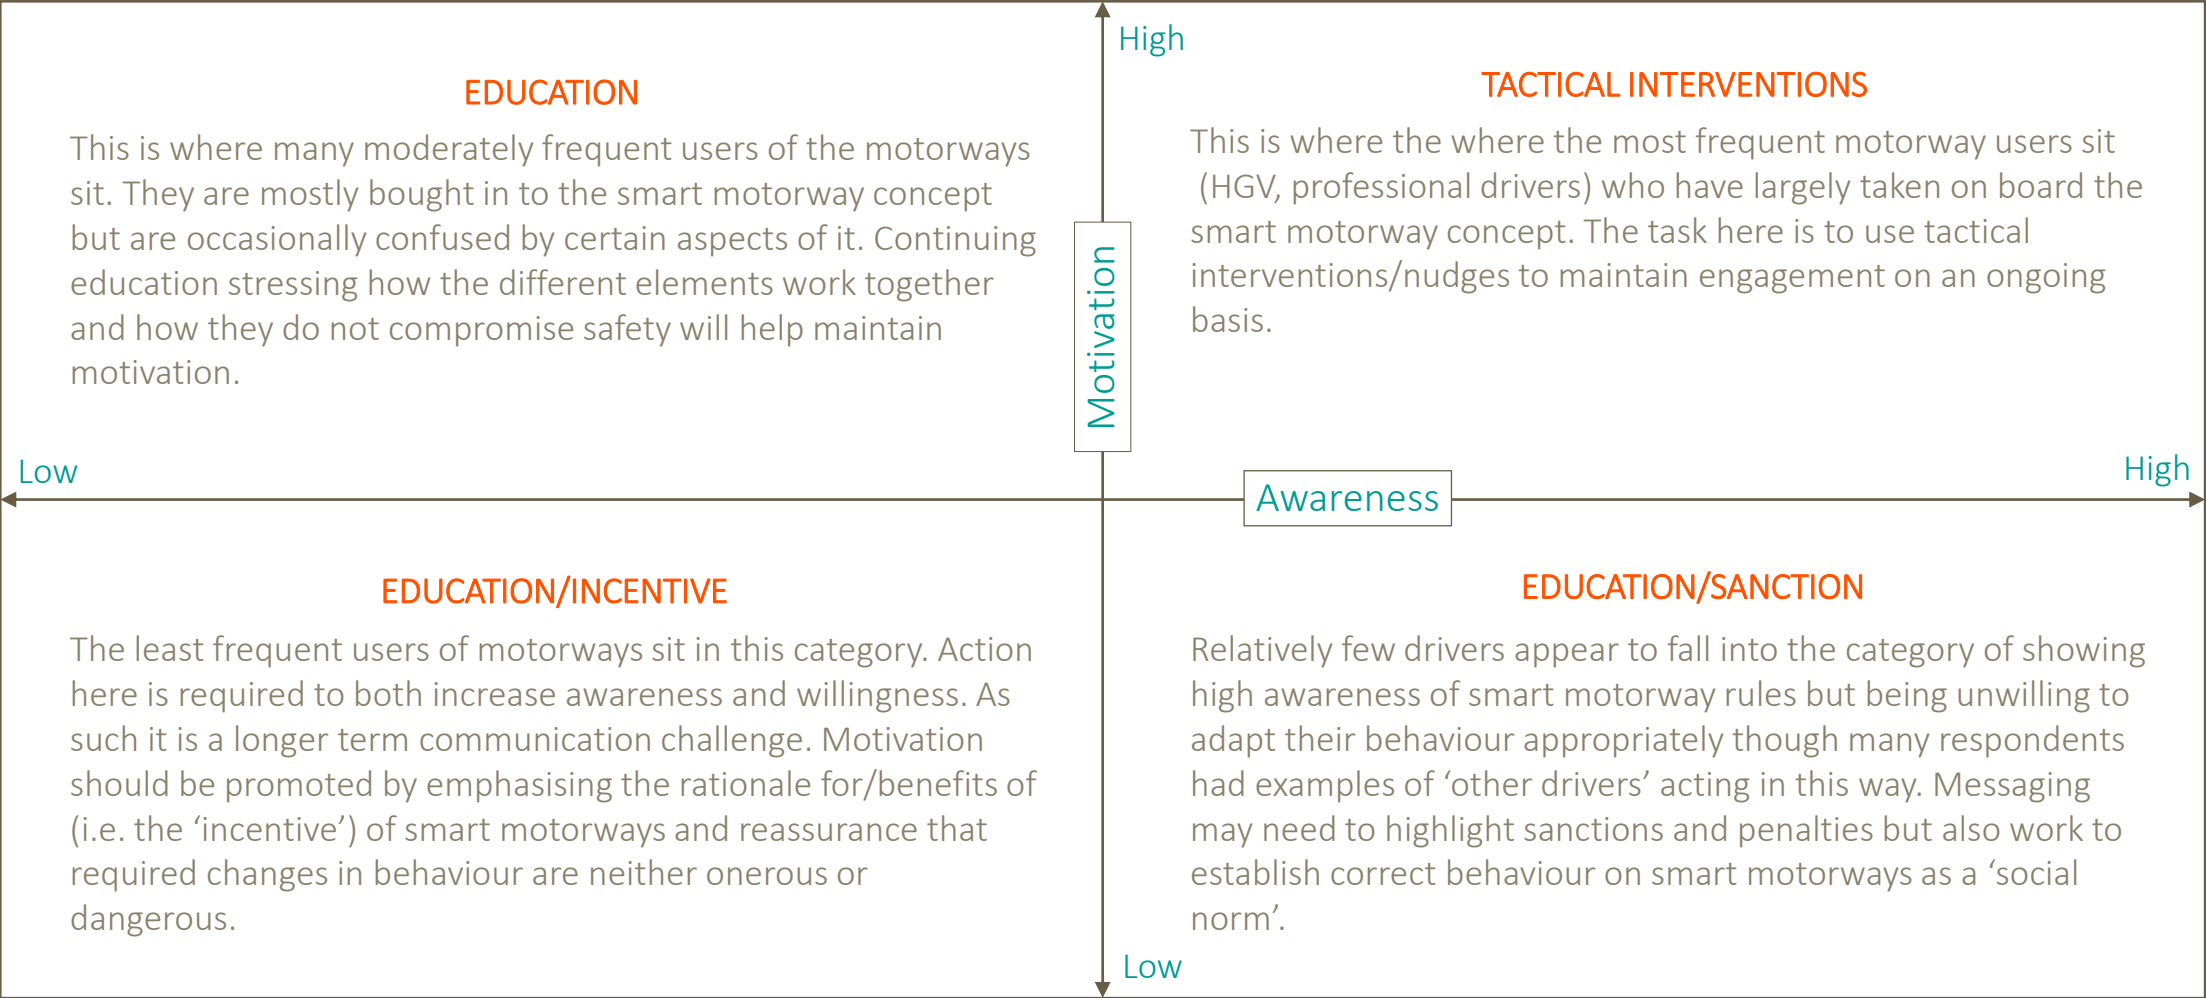 High
EDUCATION
This is where many moderately frequent users of the motorways
sit. They are mostly bought in to the smart motorway concept
but are occasionally confused by certain aspects of it. Continuing
education stressing how the different elements work together
and how they do not compromise safety will help maintain
motivation.
TACTICAL INTERVENTIONS
This is where the where the most frequent motorway users sit
(HGV, professional drivers) who have largely taken on board the
smart motorway concept. The task here is to use tactical
interventions/nudges to maintain engagement on an ongoing
basis.
Motivation
Low
High
Awareness
EDUCATION/INCENTIVE
The least frequent users of motorways sit in this category. Action
here is required to both increase awareness and willingness. As
such it is a longer term communication challenge. Motivation
should be promoted by emphasising the rationale for/benefits of
(i.e. the ‘incentive’) of smart motorways and reassurance that
required changes in behaviour are neither onerous or
dangerous.
EDUCATION/SANCTION
Relatively few drivers appear to fall into the category of showing
high awareness of smart motorway rules but being unwilling to
adapt their behaviour appropriately though many respondents
had examples of ‘other drivers’ acting in this way. Messaging
may need to highlight sanctions and penalties but also work to
establish correct behaviour on smart motorways as a ‘social
norm’.
Low